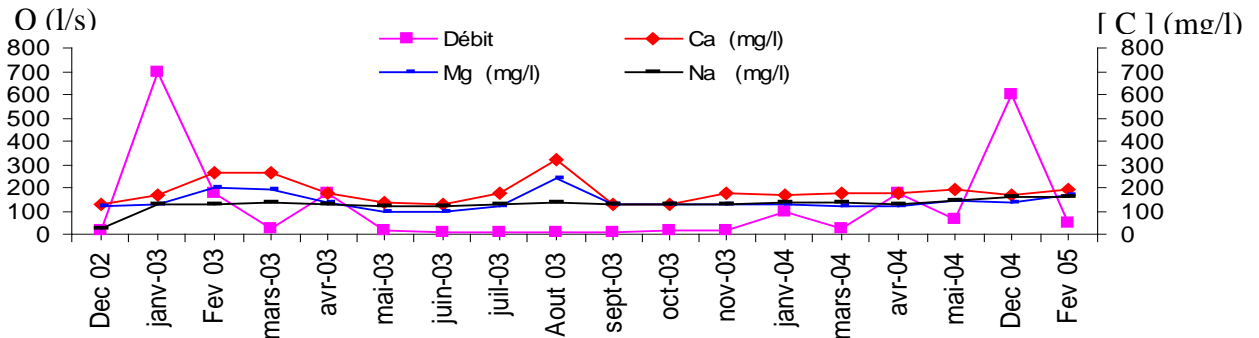 O (l/s)
[ C ] (mg/l)
Débit
Ca (mg/l)
Mg (mg/l)
Na (mg/l)
800
700
600
500
400
300
200
100
0
800
700
600
500
400
300
200
100
0
Dec 02
janv-03
Fev 03
mars-03
avr-03
mai-03
juin-03
juil-03
Aout 03
sept-03
oct-03
nov-03
janv-04
mars-04
avr-04
mai-04
Dec 04
Fev 05